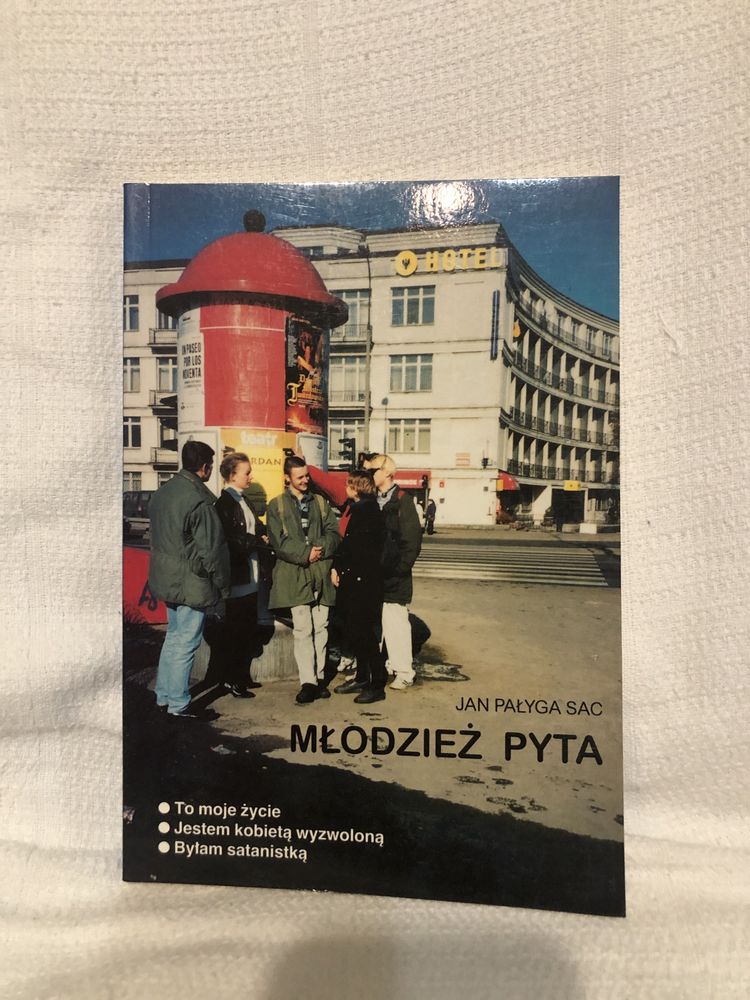 HOTEL
UN PASEO
POR LOS
teatr
JAN PAŁYGA SAC
MŁODZIEŻ PYTA
To moje życie
Jestem kobietą wyzwoloną
Byłam satanistką